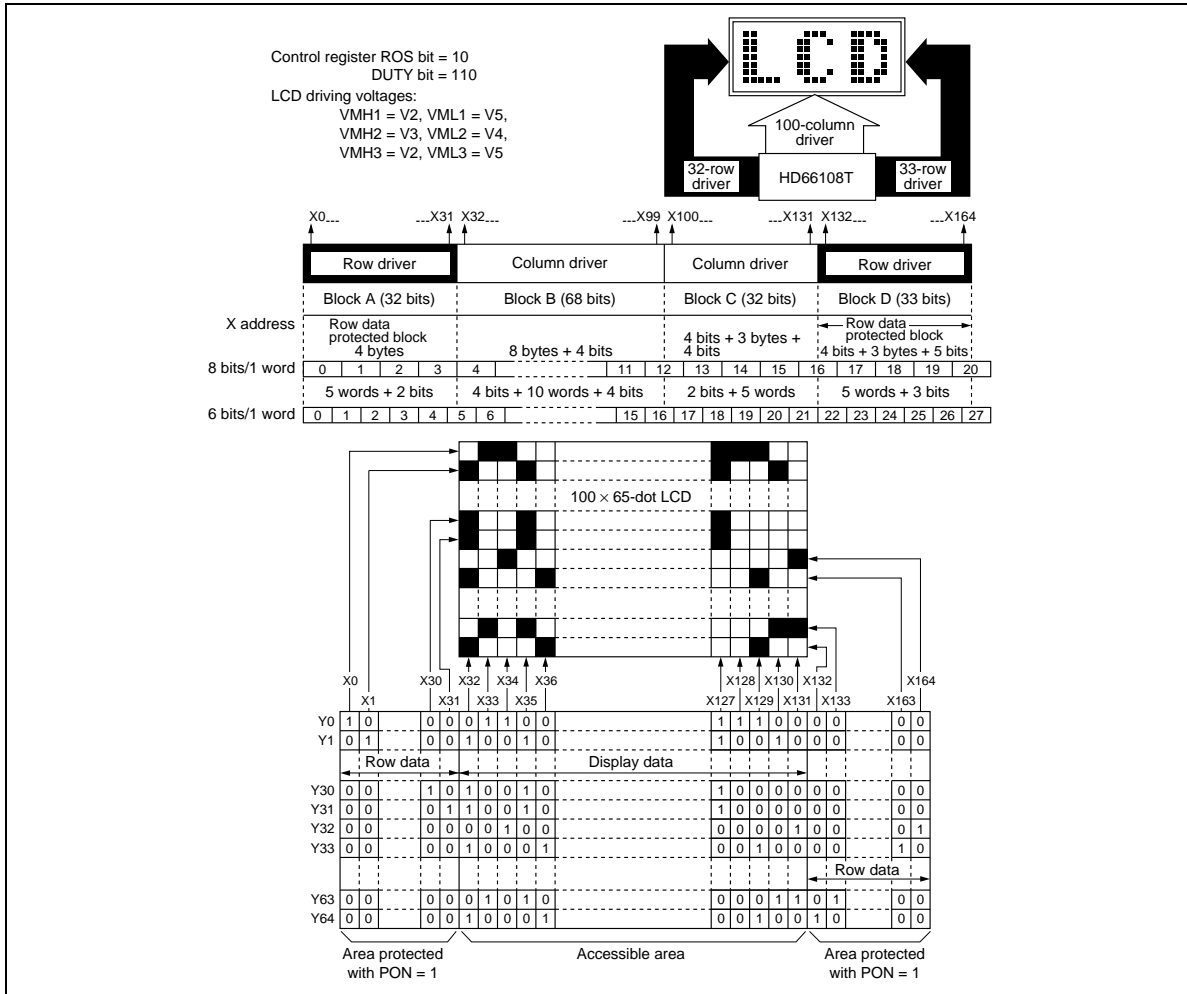 Control register ROS bit = 10
DUTY bit = 110
LCD driving voltages:
VMH1 = V2, VML1 = V5,
VMH2 = V3, VML2 = V4,
VMH3 = V2, VML3 = V5
LCD
100-column
driver
32-row
driver
HD66108T
33-row
driver
X0--- ---X31 X32--- ---X99 X100--- ---X131 X132--- ---X164
Row driver Column driver Column driver Row driver
Block A (32 bits) Block B (68 bits) Block C (32 bits) Block D (33 bits)
X address
Row data
protected block
4 bytes
8 bytes + 4 bits
4 bits + 3 bytes +
4 bits
Row data
protected block
4 bits + 3 bytes + 5 bits
8 bits/1 word 0 1 2 3 4 11 12 13 14 15 16 17 18 19 20
5 words + 2 bits 4 bits + 10 words + 4 bits 2 bits + 5 words 5 words + 3 bits
6 bits/1 word 0 1 2 3 4 5 6 15 16 17 18 19 20 21 22 23 24 25 26 27
100 × 65-dot LCD
X0 X30 X32 X34 X36 X128 X130 X132 X164
X1 X31 X33 X35 X127 X129 X131 X133 X163
Y0 1 0 0 0 0 1 1 0 0 1 1 1 0 0 0 0 0 0
Y1 0 1 0 0 1 0 0 1 0 1 0 0 1 0 0 0 0 0
Row data Display data
Y30 0 0 1 0 1 0 0 1 0 1 0 0 0 0 0 0 0 0
Y31 0 0 0 1 1 0 0 1 0 1 0 0 0 0 0 0 0 0
Y32 0 0 0 0 0 0 1 0 0 0 0 0 0 1 0 0 0 1
Y33 0 0 0 0 1 0 0 0 1 0 0 1 0 0 0 0 1 0
Row data
Y63 0 0 0 0 0 1 0 1 0 0 0 0 1 1 0 1 0 0
Y64 0 0 0 0 1 0 0 0 1 0 0 1 0 0 1 0 0 0
Area protected
with PON = 1
Accessible area
Area protected
with PON = 1